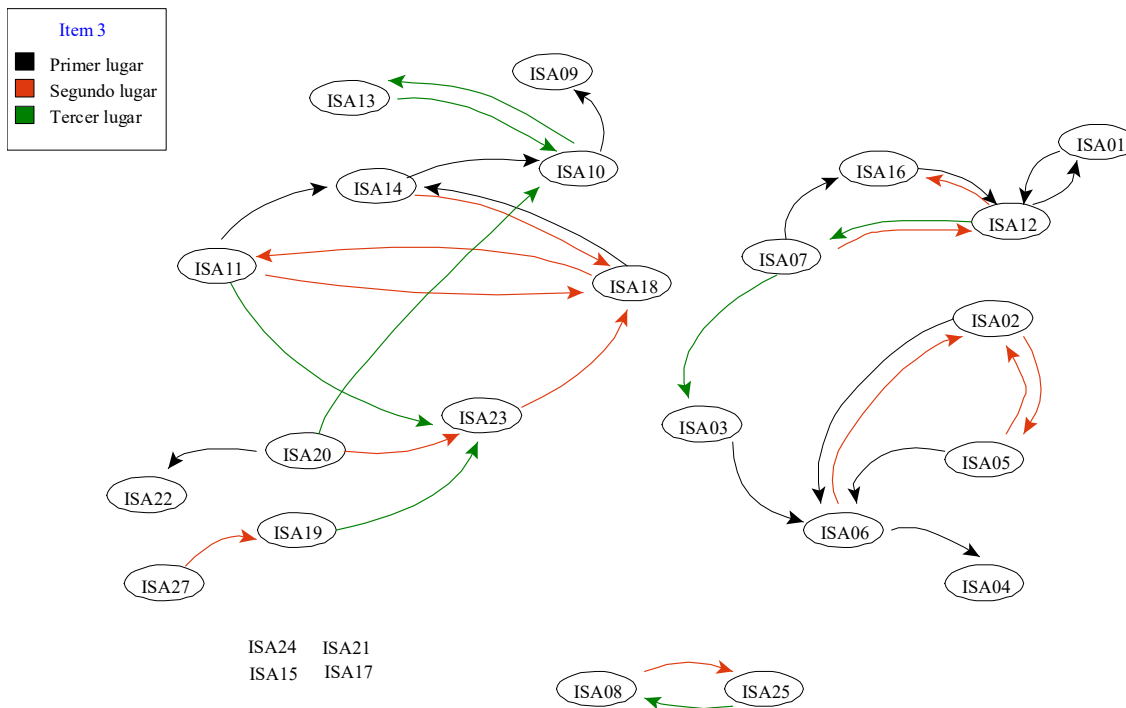 Item 3
Primer lugar
Segundo lugar
Tercer lugar
ISA09
ISA13
ISA10
ISA14
ISA11
ISA18
ISA23
ISA20
ISA22
ISA19
ISA27
ISA01
ISA16
ISA12
ISA07
ISA02
ISA03
ISA05
ISA06
ISA04
ISA24 ISA21
ISA15 ISA17
ISA08 ISA25